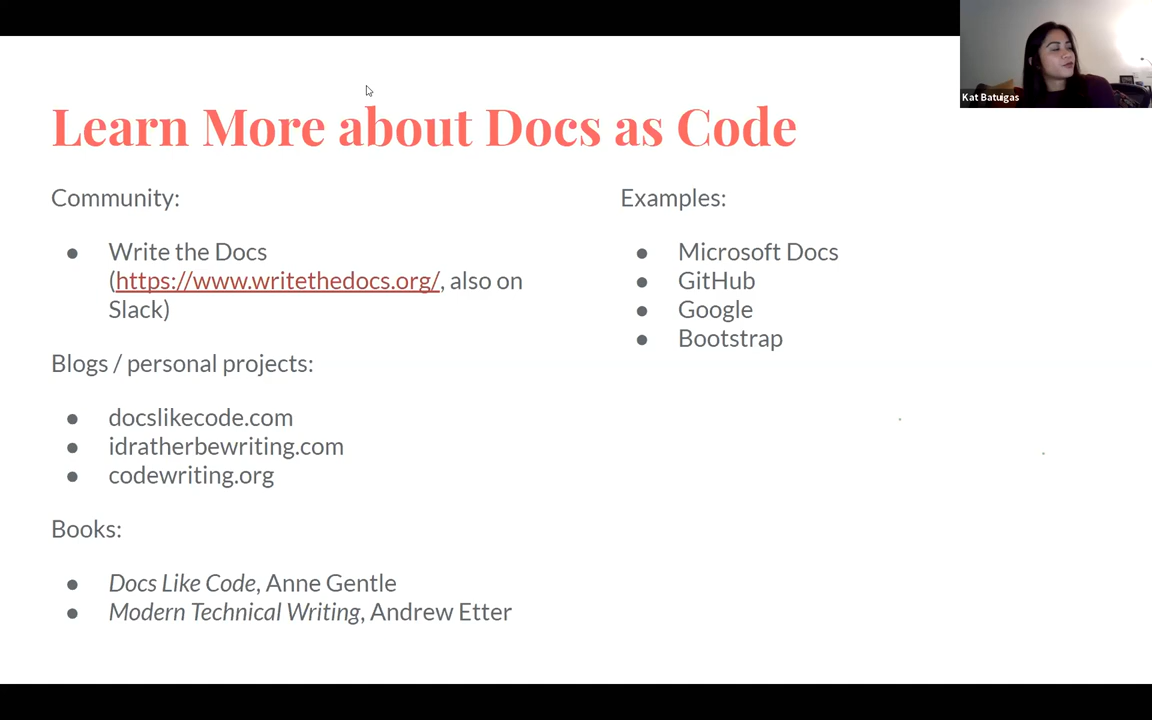 Learn More about Docs as Code
Community:
● Write the Docs
(https://www.writethedocs.org/, also on
Slack)
Blogs / personal projects:
● docslikecode.com
● idratherbewriting.com
● codewriting.org
Books:
● Docs Like Code, Anne Gentle
● Modern Technical Writing, Andrew Etter
Examples:
● Microsoft Docs
● GitHub
● Google
● Bootstrap
Kat Batuigas